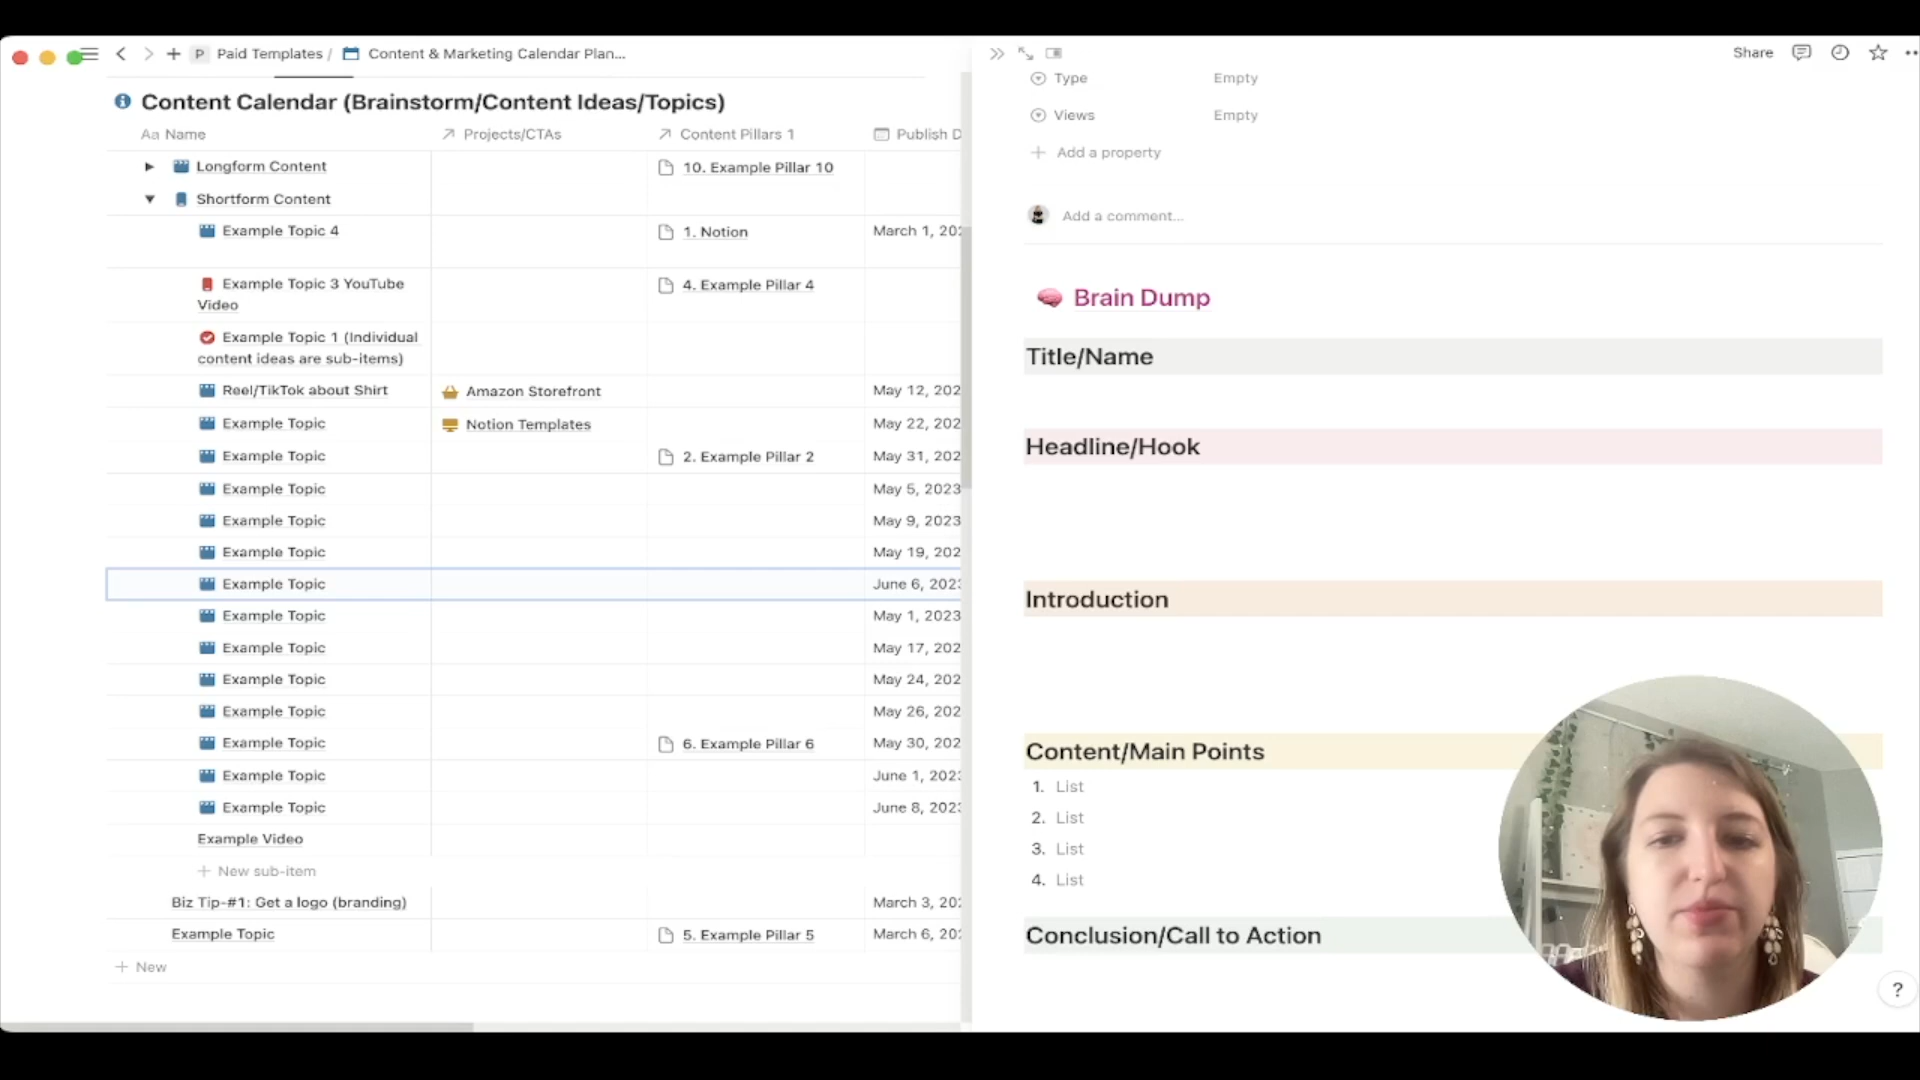 P Paid Templates / Content & Marketing Calendar Plan...
Share
Content Calendar (Brainstorm/Content Ideas/Topics)
Aa Name Projects/CTAs Content Pillars 1 Publish D
Longform Content 10. Example Pillar 10
Shortform Content
Example Topic 4 1. Notion March 1, 202
Example Topic 3 YouTube
Video
4. Example Pillar 4
Example Topic 1 (Individual
content ideas are sub-items)
Reel/TikTok about Shirt Amazon Storefront May 12, 202
Example Topic Notion Templates May 22, 202
Example Topic 2. Example Pillar 2 May 31, 202
Example Topic May 5, 2023
Example Topic May 9, 2023
Example Topic May 19, 202
Example Topic June 6, 2023
Example Topic May 1, 2023
Example Topic May 17, 202
Example Topic May 24, 202
Example Topic May 26, 202
Example Topic 6. Example Pillar 6 May 30, 202
Example Topic June 1, 2023
Example Topic June 8, 2023
Example Video
+ New sub-item
Biz Tip-#1: Get a logo (branding) March 3, 202
Example Topic 5. Example Pillar 5 March 6, 202
+ New
Type Empty
Views Empty
+ Add a property
Add a comment...
Brain Dump
Title/Name
Headline/Hook
Introduction
Content/Main Points
1. List
2. List
3. List
4. List
Conclusion/Call to Action
?